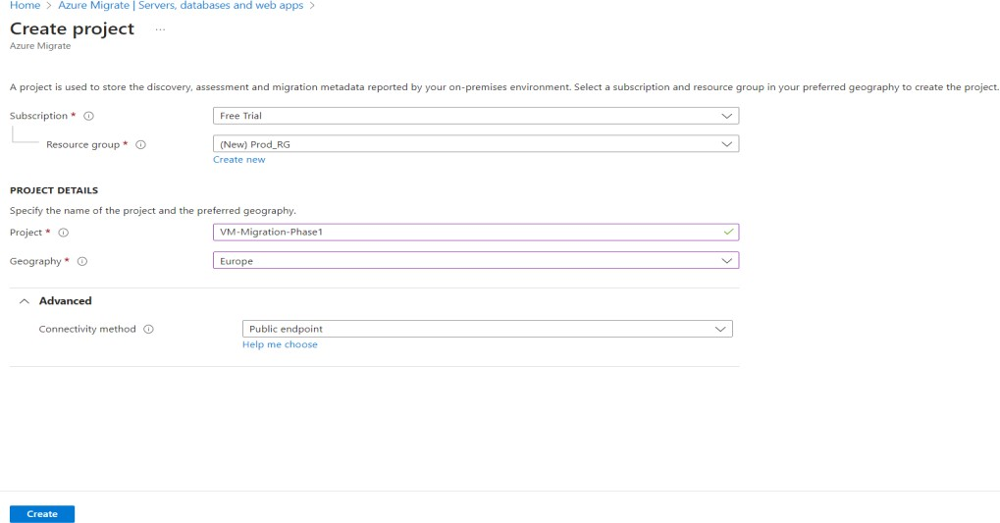 Home > Azure Migrate | Servers, databases and web apps >
Create project ...
Azure Migrate
A project is used to store the discovery, assessment and migration metadata reported by your on-premises environment. Select a subscription and resource group in your preferred geography to create the project.
Subscription * Free Trial
Resource group * (New) Prod_RG
Create new
PROJECT DETAILS
Specify the name of the project and the preferred geography.
Project * VM-Migration-Phase1
Geography * Europe
Advanced
Connectivity method Public endpoint
Help me choose
Create